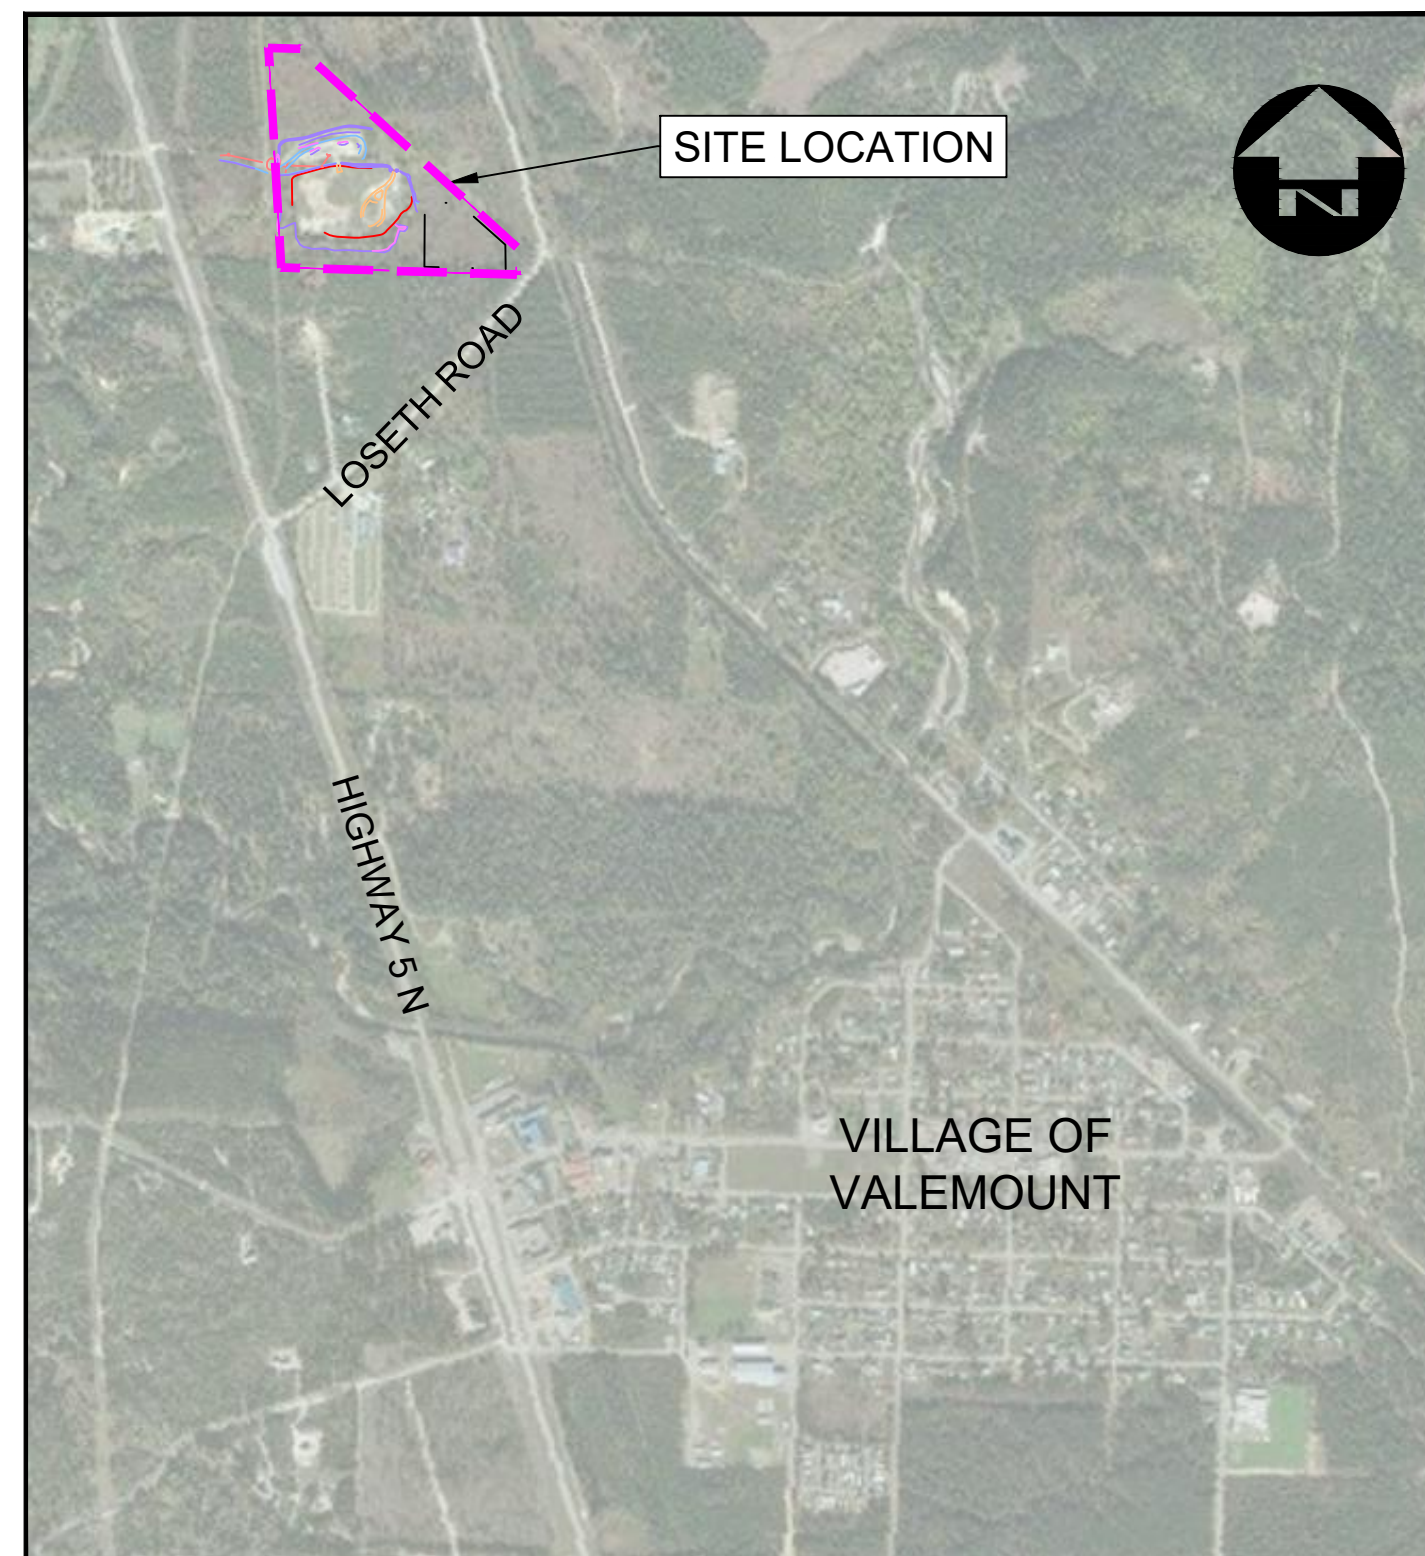 SITE LOCATION
N
LOSETH ROAD
HIGHWAY 5 N
VILLAGE OF
VALEMOUNT